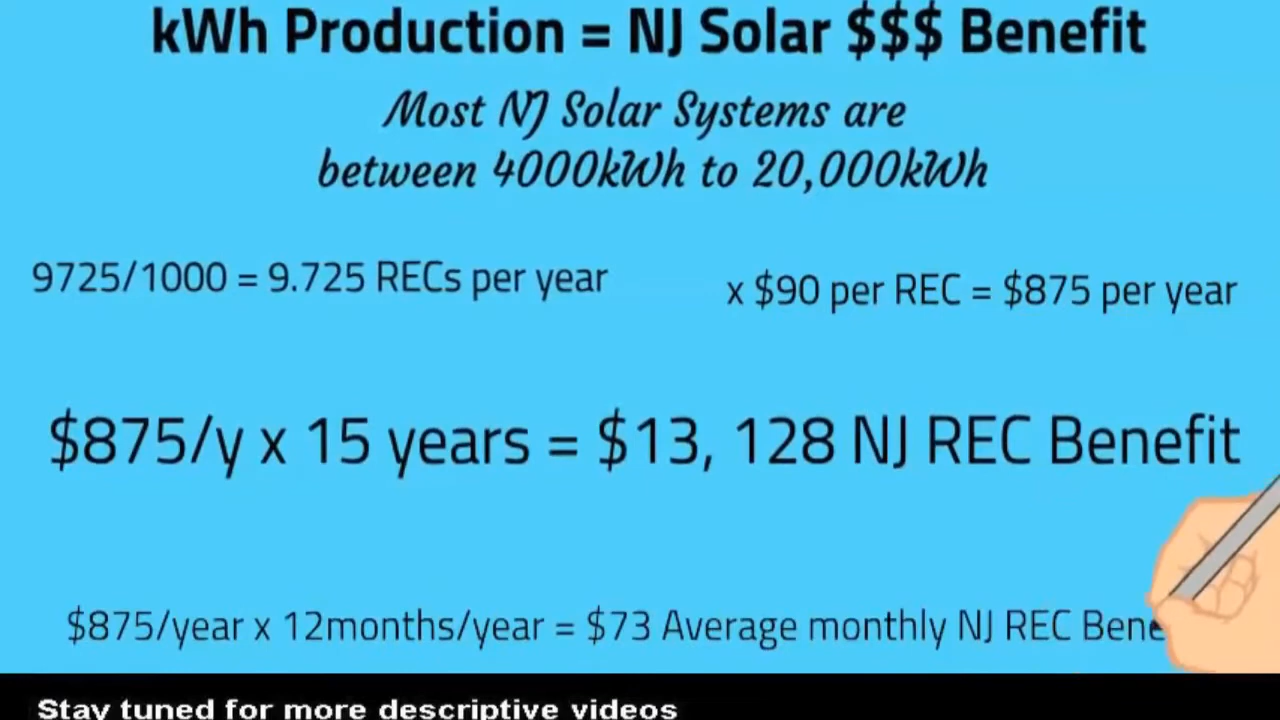 kWh Production = NJ Solar $$$ Benefit
Most NJ Solar Systems are
between 4000kWh to 20,000kWh
9725/1000 = 9.725 RECs per year
x $90 per REC = $875 per year
$875/y x 15 years = $13, 128 NJ REC Benefit
$875/year x 12months/year = $73 Average monthly NJ REC Bene
Stay tuned for more descriptive videos